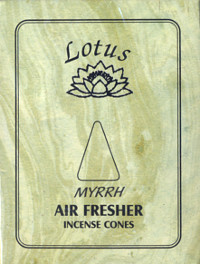 Lotus
MYRRH
AIR FRESHER
INCENSE CONES